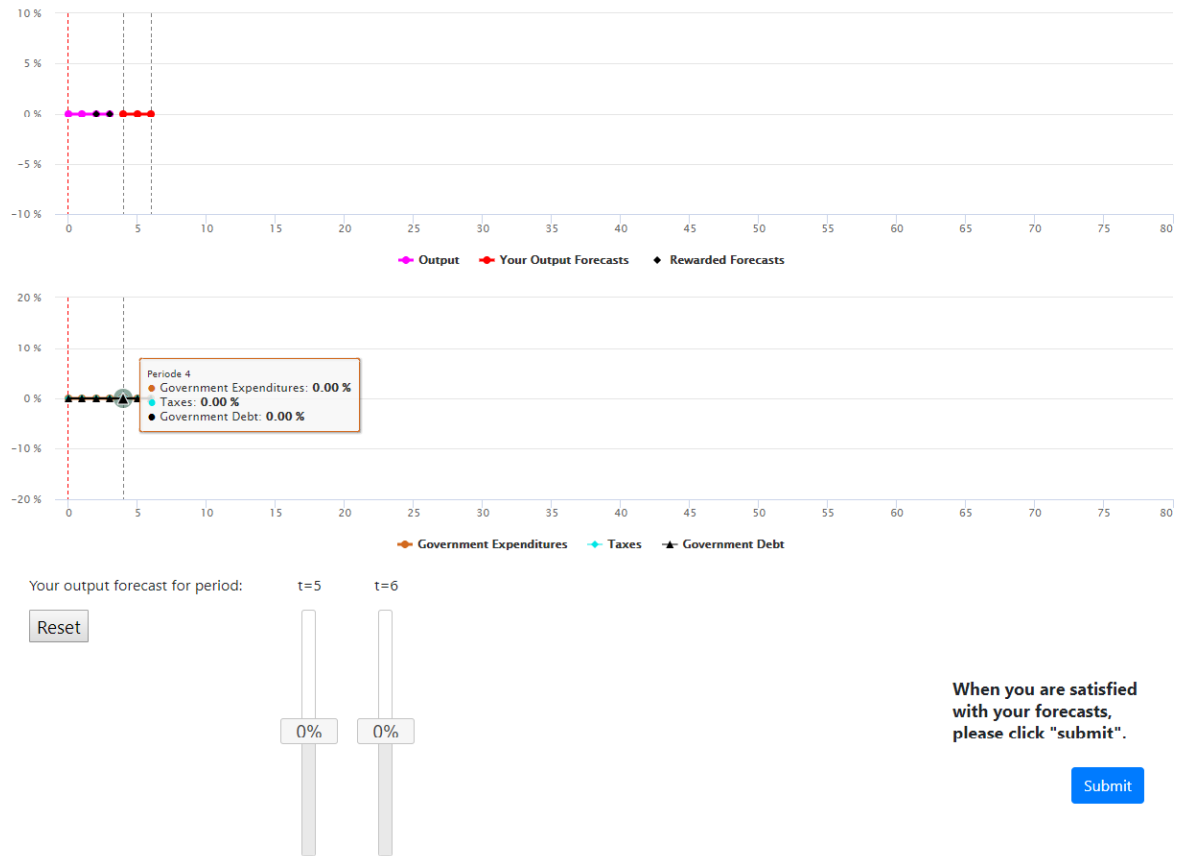 10 %
5 %
0 %
−5 %
−10 %
0 5 10 15 20 25 30 35 40 45 50 55 60 65 70 75 80
Output Your Output Forecasts Rewarded Forecasts
20 %
10 %
0 %
−10 %
−20 %
Periode 4
Government Expenditures: 0.00 %
Taxes: 0.00 %
Government Debt: 0.00 %
0 5 10 15 20 25 30 35 40 45 50 55 60 65 70 75 80
Government Expenditures Taxes Government Debt
Your output forecast for period: t=5 t=6
Reset
0% 0%
When you are satisfied
with your forecasts,
please click "submit".
Submit